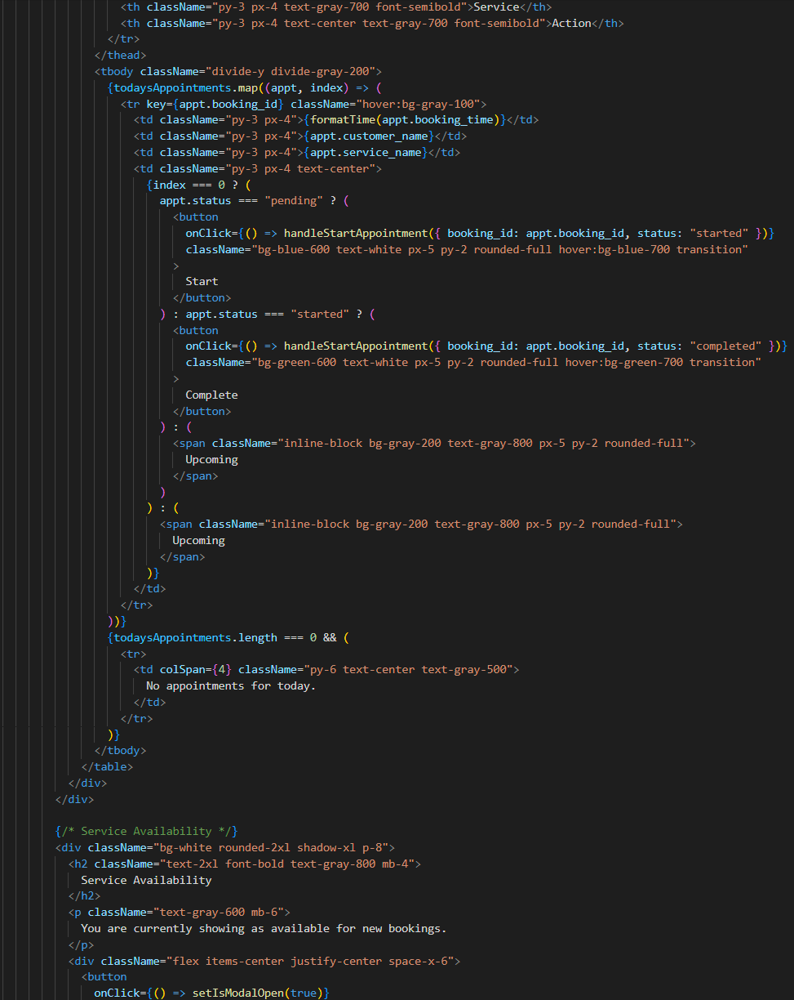 <th className="py-3 px-4 text-gray-700 font-semibold">Service</th>
<th className="py-3 px-4 text-center text-gray-700 font-semibold">Action</th>
</tr>
</thead>
<tbody className="divide-y divide-gray-200">
{todaysAppointments.map((appt, index) => (
<tr key={appt.booking_id} className="hover:bg-gray-100">
<td className="py-3 px-4">{formatTime(appt.booking_time)}</td>
<td className="py-3 px-4">{appt.customer_name}</td>
<td className="py-3 px-4">{appt.service_name}</td>
<td className="py-3 px-4 text-center">
{index === 0 ? (
appt.status === "pending" ? (
<button
onClick={() => handleStartAppointment({ booking_id: appt.booking_id, status: "started" })}
className="bg-blue-600 text-white px-5 py-2 rounded-full hover:bg-blue-700 transition"
>
Start
</button>
) : appt.status === "started" ? (
<button
onClick={() => handleStartAppointment({ booking_id: appt.booking_id, status: "completed" })}
className="bg-green-600 text-white px-5 py-2 rounded-full hover:bg-green-700 transition"
>
Complete
</button>
) : (
<span className="inline-block bg-gray-200 text-gray-800 px-5 py-2 rounded-full">
Upcoming
</span>
)
) : (
<span className="inline-block bg-gray-200 text-gray-800 px-5 py-2 rounded-full">
Upcoming
</span>
)}
</td>
</tr>
))}
{todaysAppointments.length === 0 && (
<tr>
<td colSpan={4} className="py-6 text-center text-gray-500">
No appointments for today.
</td>
</tr>
)}
</tbody>
</table>
</div>
</div>
{/* Service Availability */}
<div className="bg-white rounded-2xl shadow-xl p-8">
<h2 className="text-2xl font-bold text-gray-800 mb-4">
Service Availability
</h2>
<p className="text-gray-600 mb-6">
You are currently showing as available for new bookings.
</p>
<div className="flex items-center justify-center space-x-6">
<button
onClick={() => setIsModalOpen(true)}